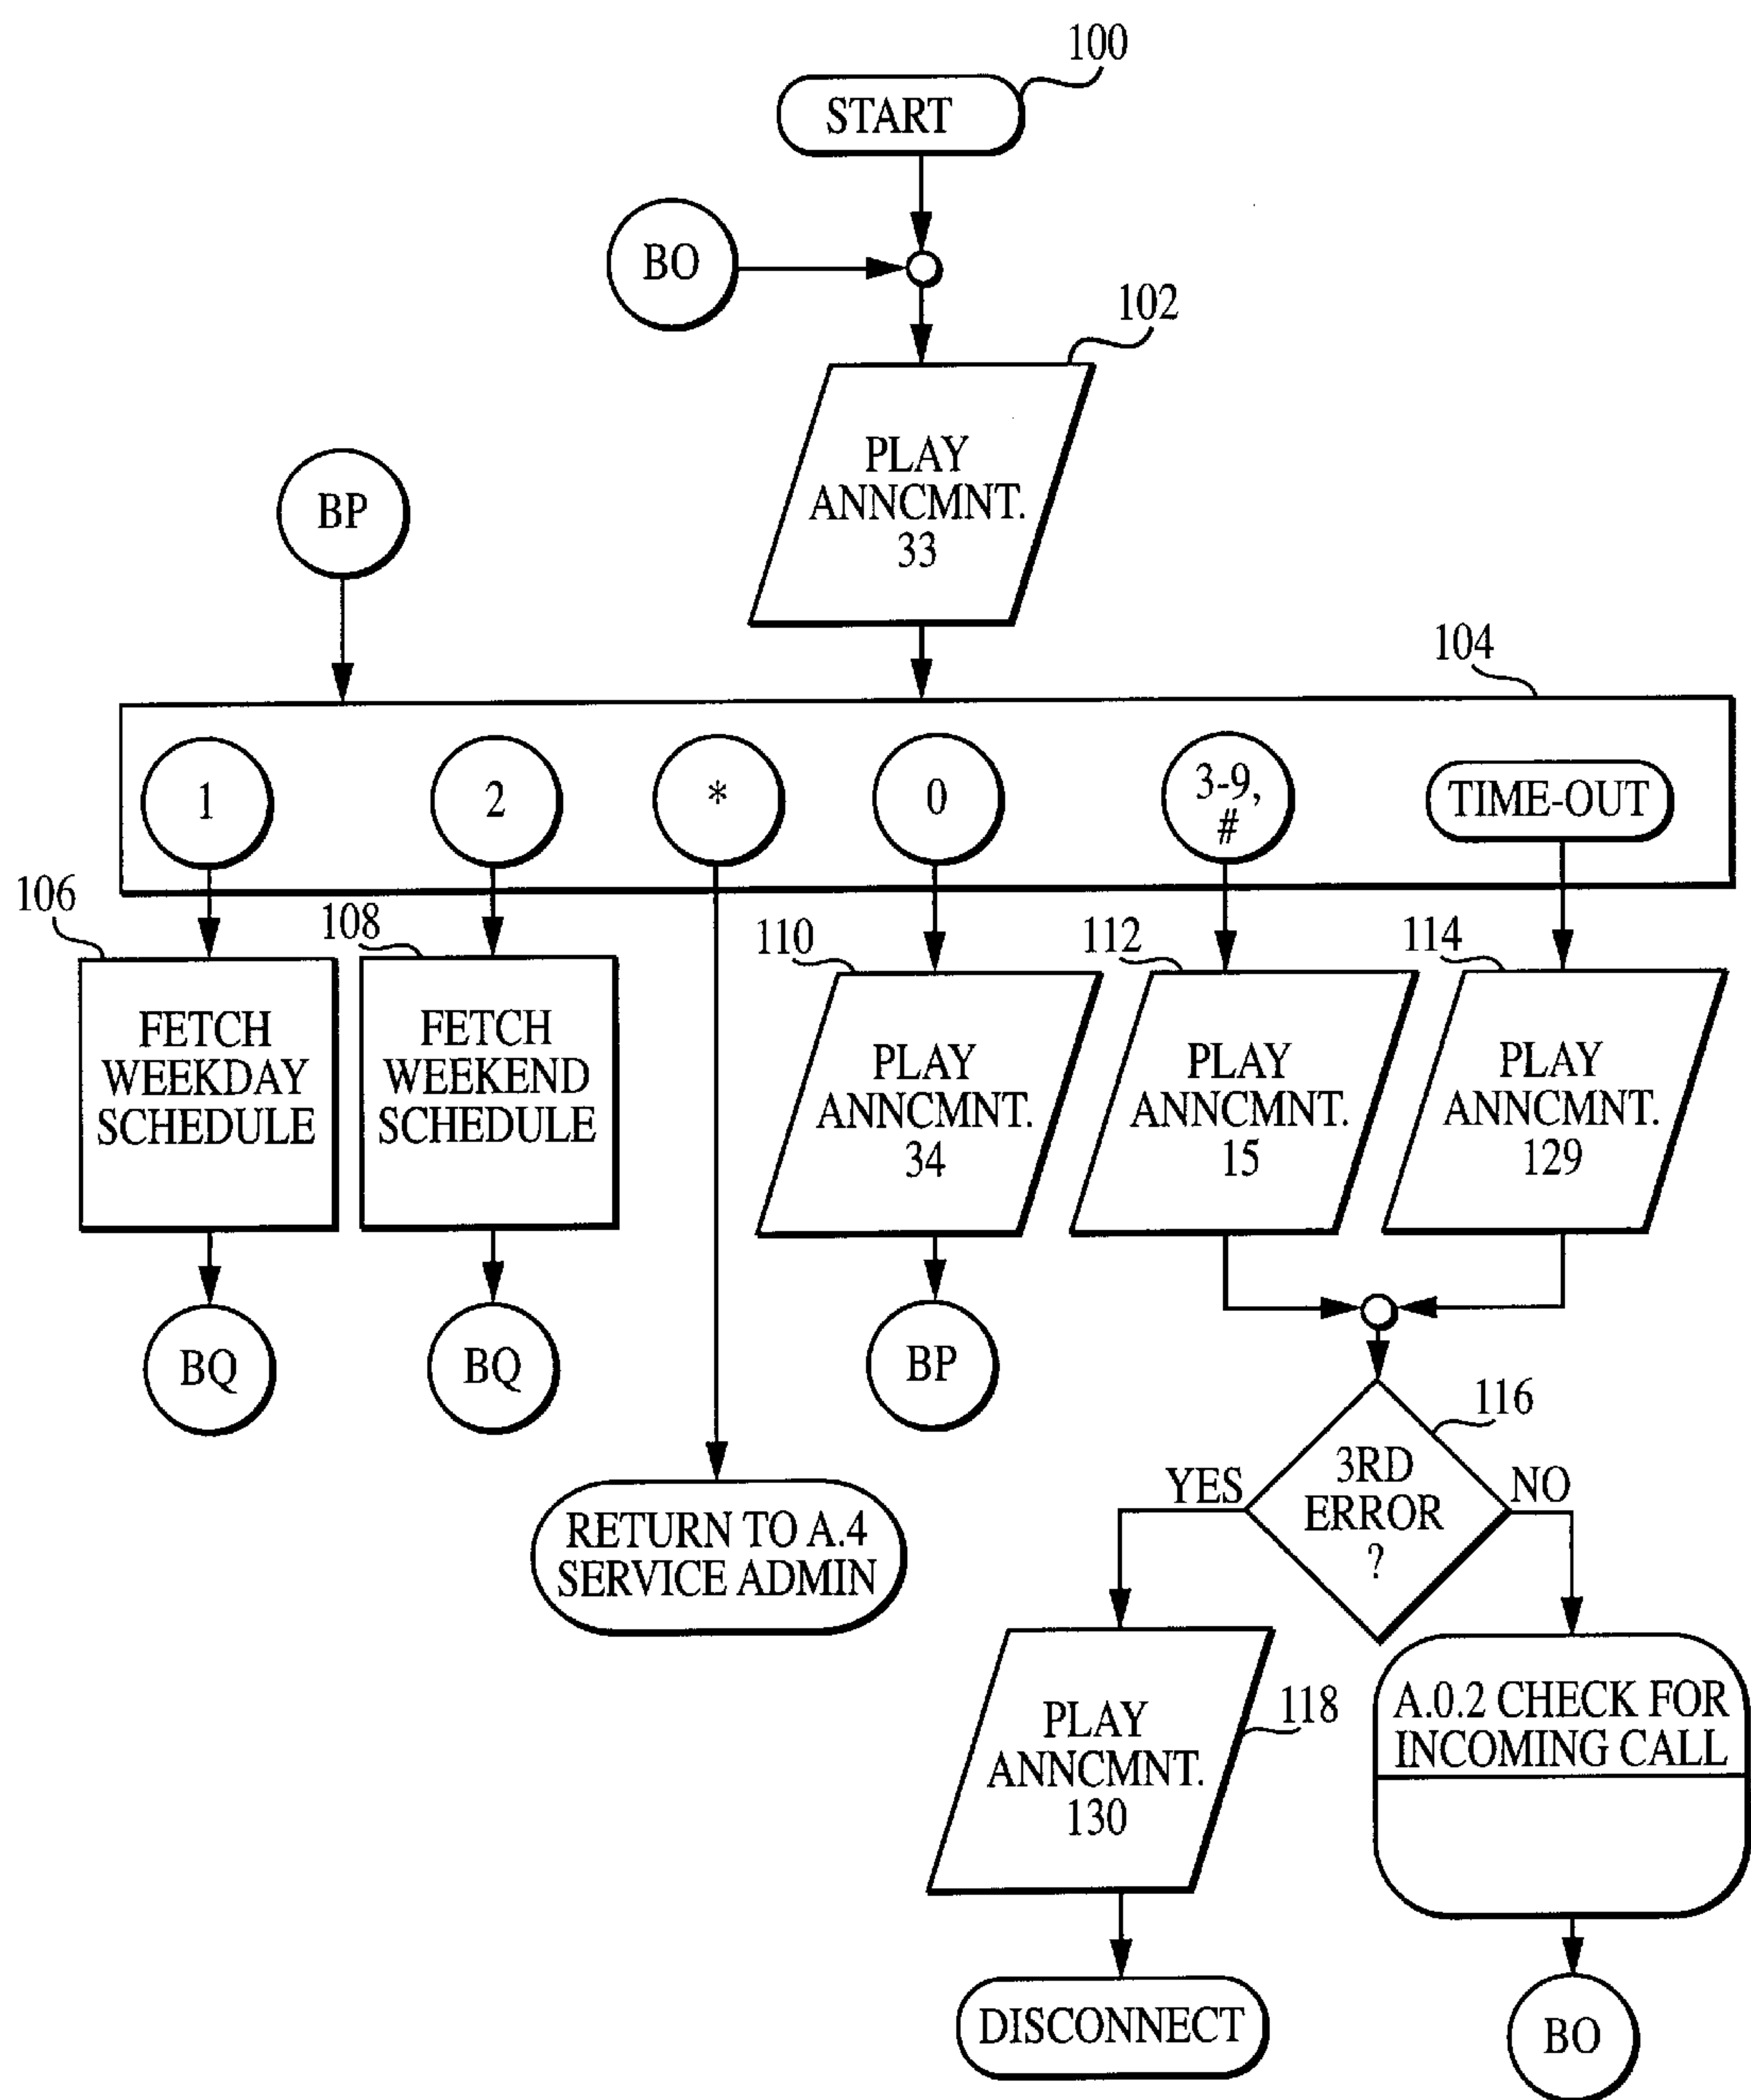 100
START
BO
102
PLAY
ANNCMNT.
33
BP
104
1
2
*
0
3-9,
#
TIME-OUT
106
108
110
112
114
FETCH
WEEKDAY
SCHEDULE
FETCH
WEEKEND
SCHEDULE
PLAY
ANNCMNT.
34
PLAY
ANNCMNT.
15
PLAY
ANNCMNT.
129
BQ
BQ
BP
116
YES
3RD
ERROR
?
NO
RETURN TO A.4
SERVICE ADMIN
PLAY
ANNCMNT.
130
118
A.0.2 CHECK FOR
INCOMING CALL
DISCONNECT
BO